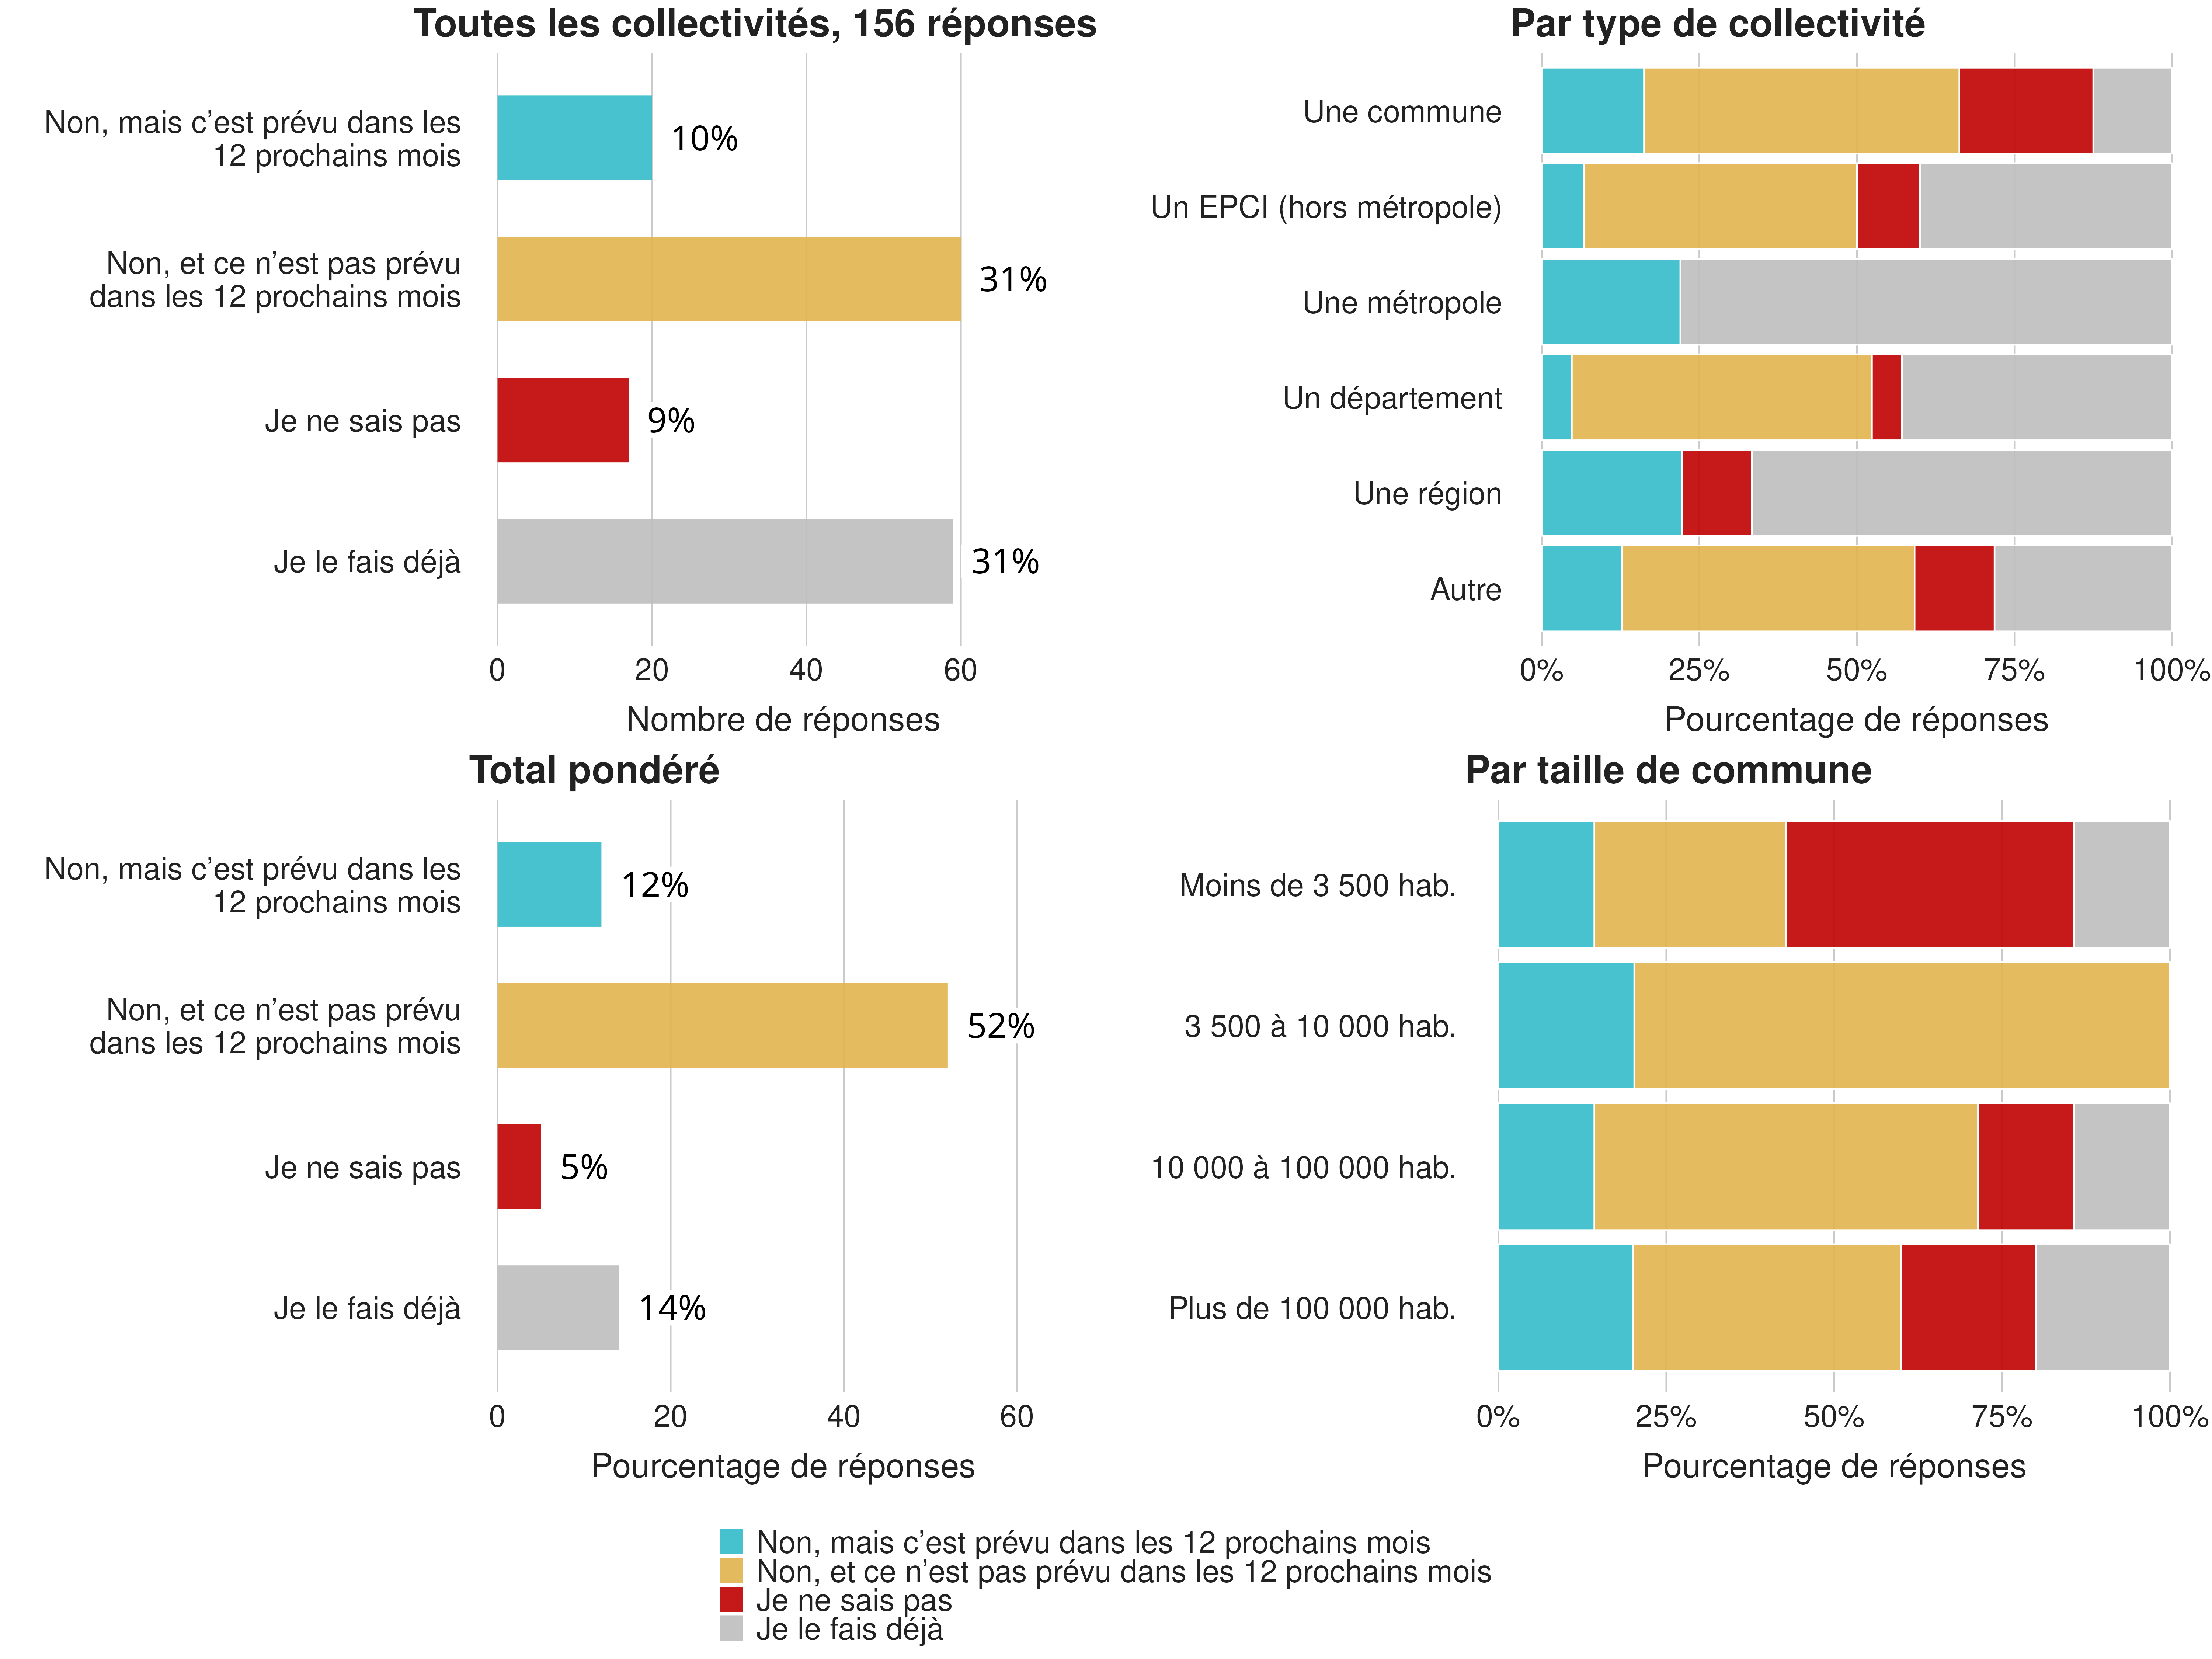 Toutes les collectivités, 156 réponses
Non, mais c’est prévu dans les
12 prochains mois
10%
Non, et ce n’est pas prévu
dans les 12 prochains mois
31%
Je ne sais pas
9%
Je le fais déjà
31%
0 20 40 60
Nombre de réponses
Par type de collectivité
Une commune
Un EPCI (hors métropole)
Une métropole
Un département
Une région
Autre
0% 25% 50% 75% 100%
Pourcentage de réponses
Total pondéré
Non, mais c’est prévu dans les
12 prochains mois
12%
Non, et ce n’est pas prévu
dans les 12 prochains mois
52%
Je ne sais pas
5%
Je le fais déjà
14%
0 20 40 60
Pourcentage de réponses
Par taille de commune
Moins de 3 500 hab.
3 500 à 10 000 hab.
10 000 à 100 000 hab.
Plus de 100 000 hab.
0% 25% 50% 75% 100%
Pourcentage de réponses
Non, mais c’est prévu dans les 12 prochains mois
Non, et ce n’est pas prévu dans les 12 prochains mois
Je ne sais pas
Je le fais déjà